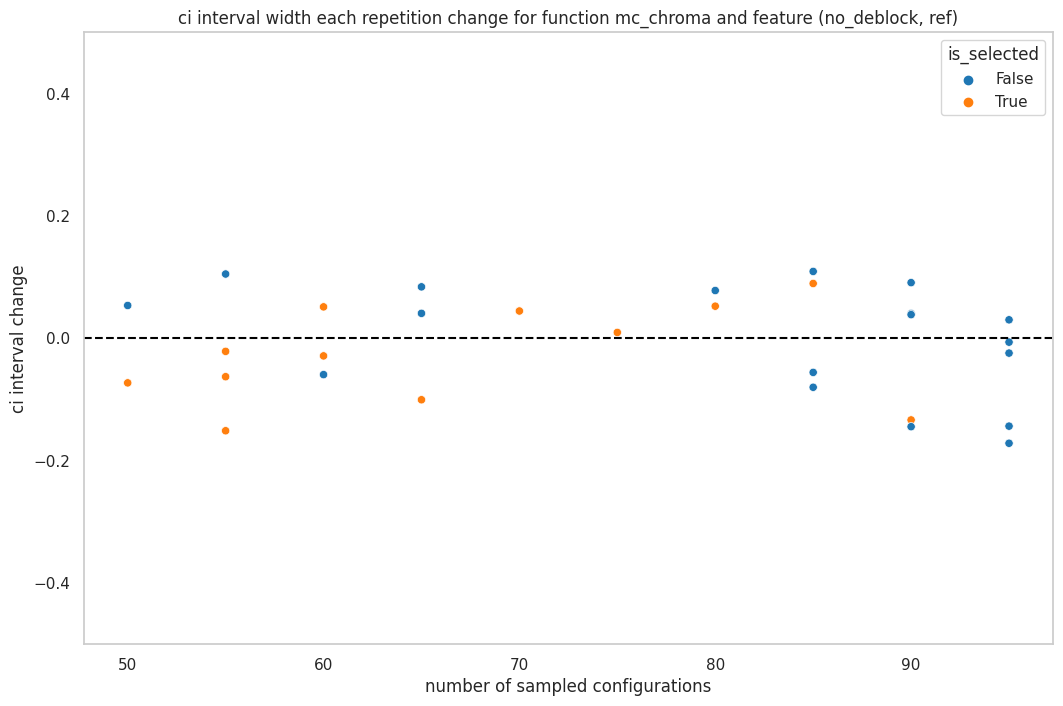 ci interval width each repetition change for function mc_chroma and feature (no_deblock, ref)
is_selected
False
True
0.4
0.2
0.0
−0.2
−0.4
ci interval change
50
60
70
80
90
number of sampled configurations